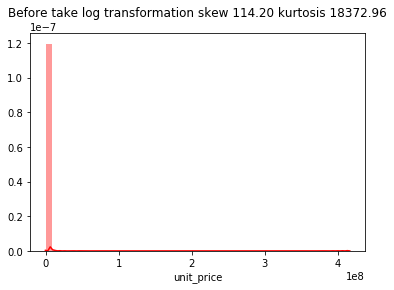 Before take log transformation skew 114.20 kurtosis 18372.96
1e−7
1.2
1.0
0.8
0.6
0.4
0.2
0.0
0 1 2 3 4
1e8
unit_price